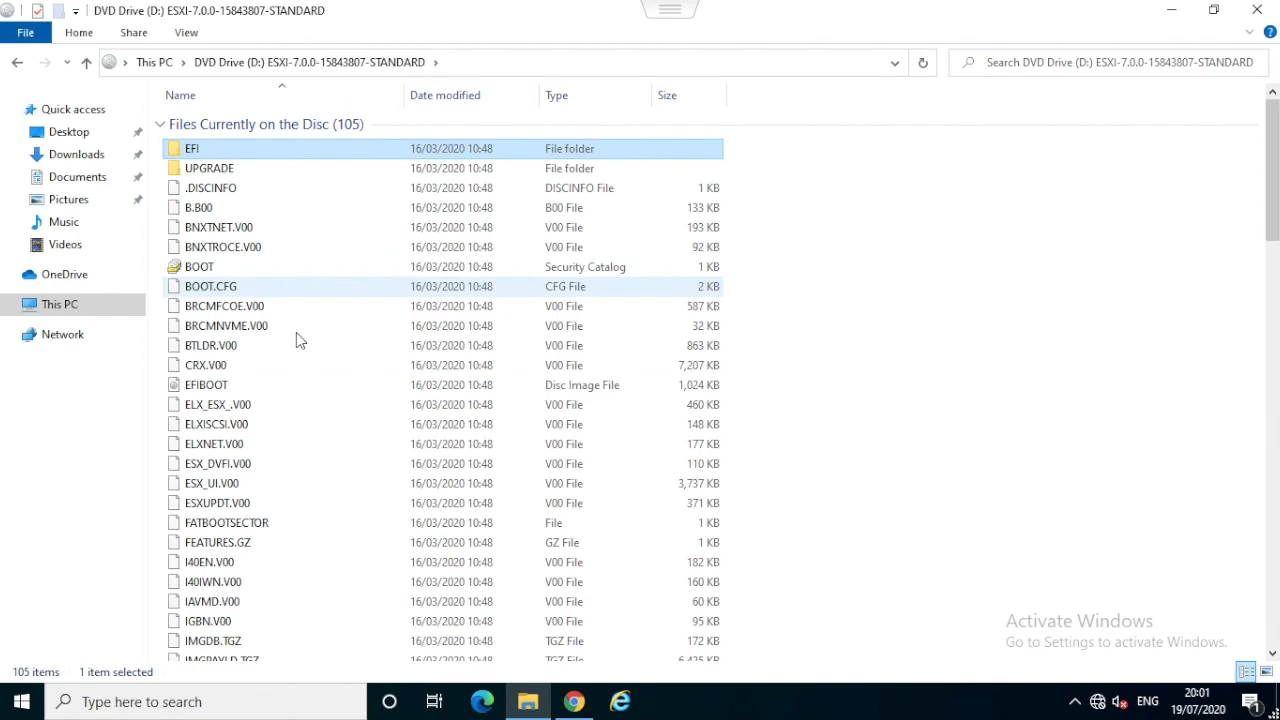 DVD Drive (D:) ESXI-7.0.0-15843807-STANDARD
File Home Share View
This PC DVD Drive (D:) ESXI-7.0.0-15843807-STANDARD Search DVD Drive (D:) ESXI-7.0.0-15843807-STANDARD
Name Date modified Type Size
Quick access
Desktop
Downloads
Documents
Pictures
Music
Videos
OneDrive
This PC
Network
Files Currently on the Disc (105)
EFI 16/03/2020 10:48 File folder
UPGRADE 16/03/2020 10:48 File folder
.DISCINFO 16/03/2020 10:48 DISCINFO File 1 KB
B.B00 16/03/2020 10:48 B00 File 133 KB
BNXTNET.V00 16/03/2020 10:48 V00 File 193 KB
BNXTROCE.V00 16/03/2020 10:48 V00 File 92 KB
BOOT 16/03/2020 10:48 Security Catalog 1 KB
BOOT.CFG 16/03/2020 10:48 CFG File 2 KB
BRCMFCOE.V00 16/03/2020 10:48 V00 File 587 KB
BRCMNVME.V00 16/03/2020 10:48 V00 File 32 KB
BTLDR.V00 16/03/2020 10:48 V00 File 863 KB
CRX.V00 16/03/2020 10:48 V00 File 7,207 KB
EFIBOOT 16/03/2020 10:48 Disc Image File 1,024 KB
ELX_ESX_.V00 16/03/2020 10:48 V00 File 460 KB
ELXISCSI.V00 16/03/2020 10:48 V00 File 148 KB
ELXNET.V00 16/03/2020 10:48 V00 File 177 KB
ESX_DVFI.V00 16/03/2020 10:48 V00 File 110 KB
ESX_UI.V00 16/03/2020 10:48 V00 File 3,737 KB
ESXUPDT.V00 16/03/2020 10:48 V00 File 371 KB
FATBOOTSECTOR 16/03/2020 10:48 File 1 KB
FEATURES.GZ 16/03/2020 10:48 GZ File 1 KB
I40EN.V00 16/03/2020 10:48 V00 File 182 KB
I40IWN.V00 16/03/2020 10:48 V00 File 160 KB
IAVMD.V00 16/03/2020 10:48 V00 File 60 KB
IGBN.V00 16/03/2020 10:48 V00 File 95 KB
IMGDB.TGZ 16/03/2020 10:48 TGZ File 172 KB
IMGPAYLD.TGZ 16/03/2020 10:48 TGZ File 6,425 KB
Activate Windows
Go to Settings to activate Windows.
105 items 1 item selected
Type here to search
ENG
20:01
19/07/2020
1